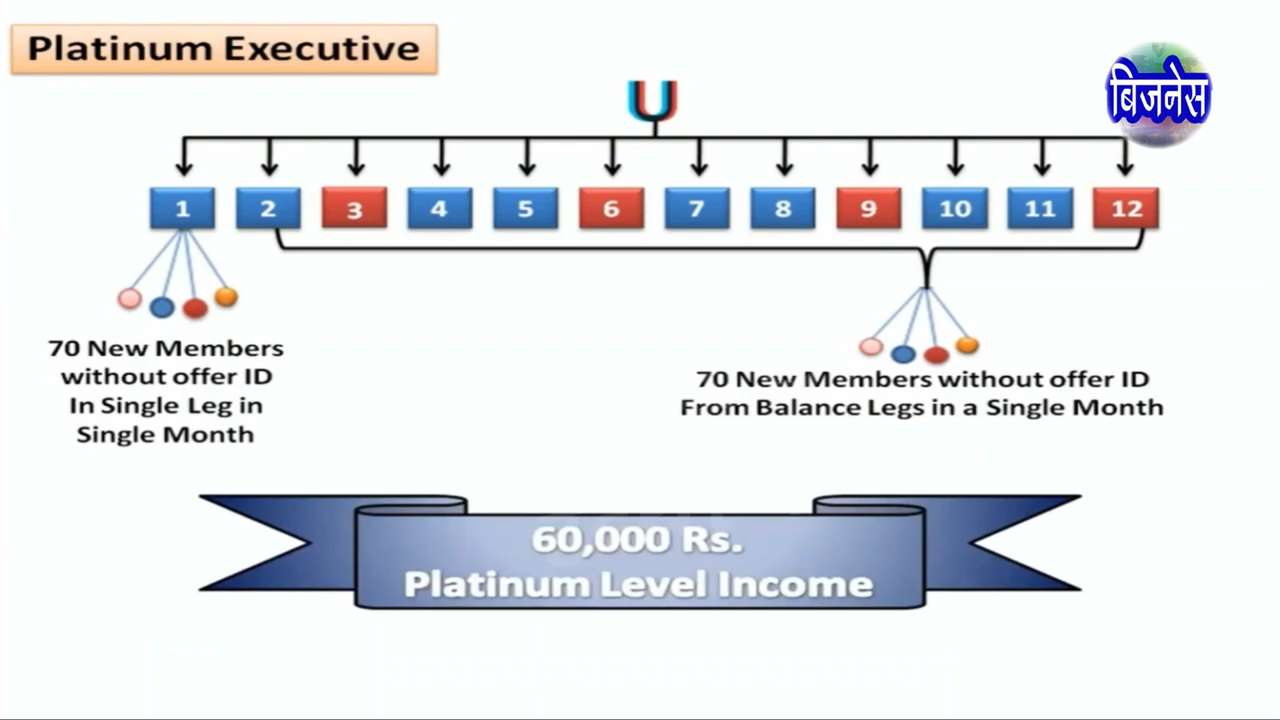 Platinum Executive
बिजनेस
U
1 2 3 4 5 6 7 8 9 10 11 12
70 New Members
without offer ID
In Single Leg in
Single Month
70 New Members without offer ID
From Balance Legs in a Single Month
60,000 Rs.
Platinum Level Income